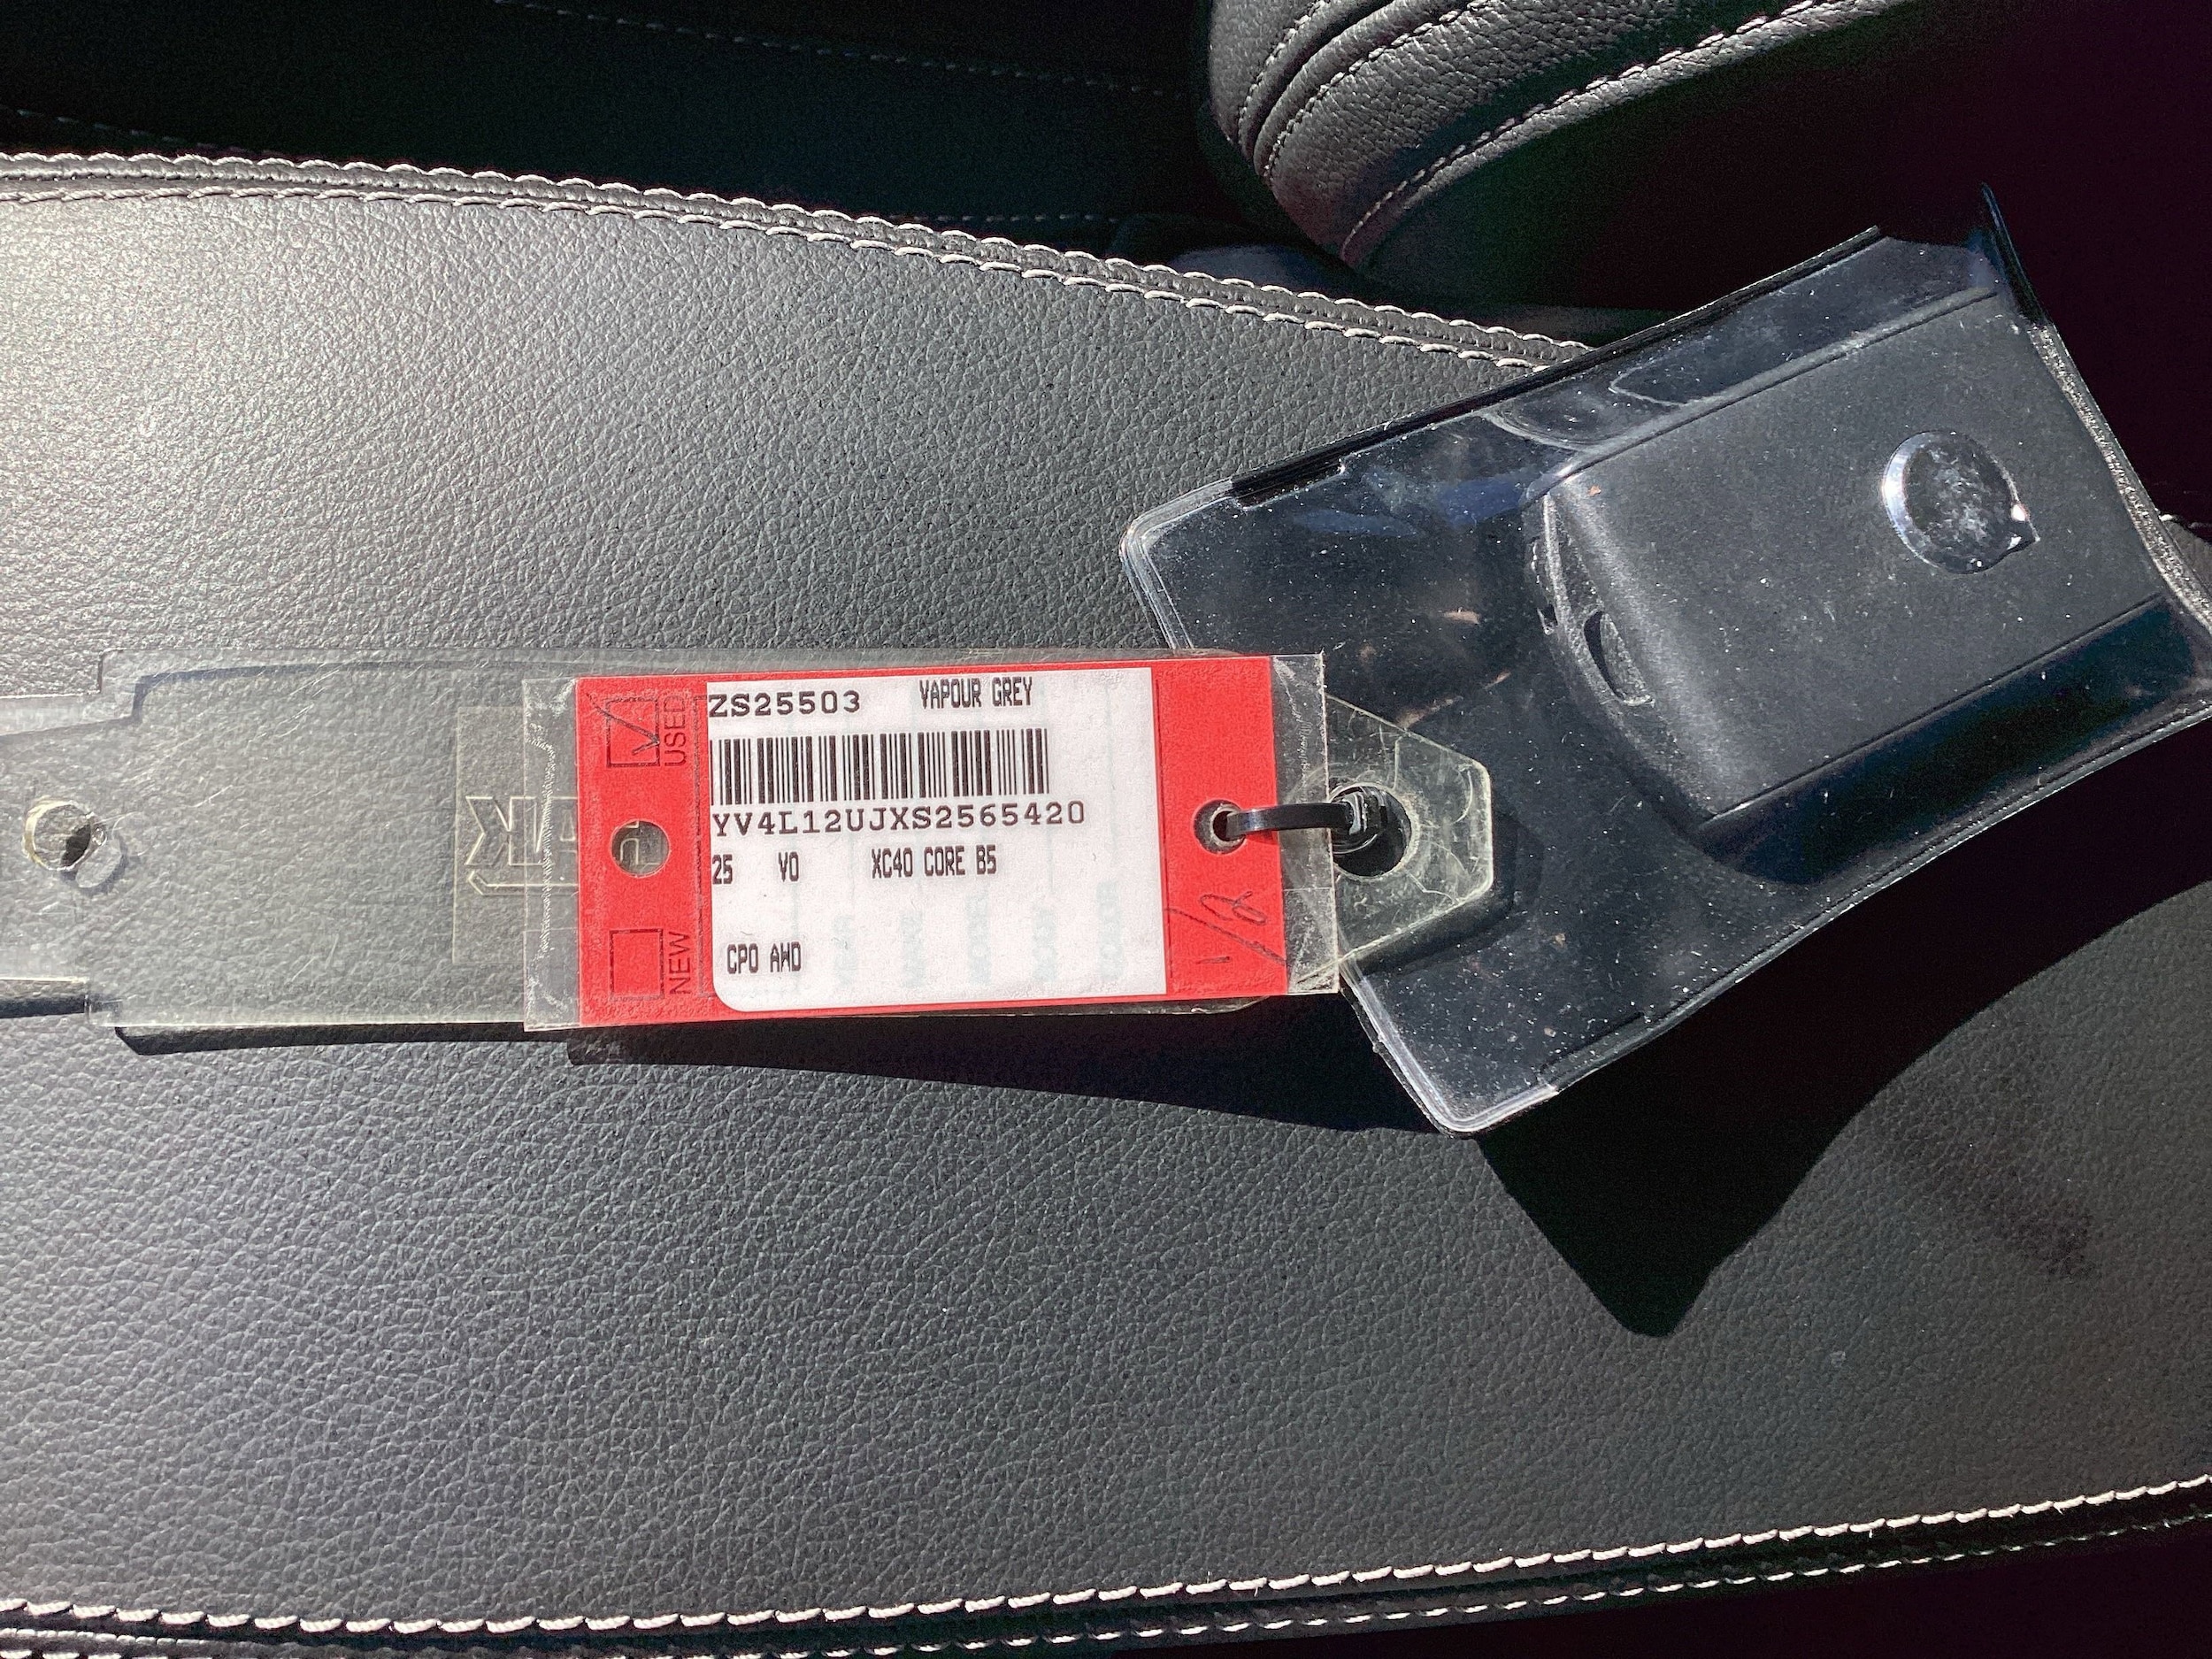 ZS25503 VAPOUR GREY
YV4L12UJXS2565420
25 VO XC40 CORE B5
CPO AWD
USED
NEW